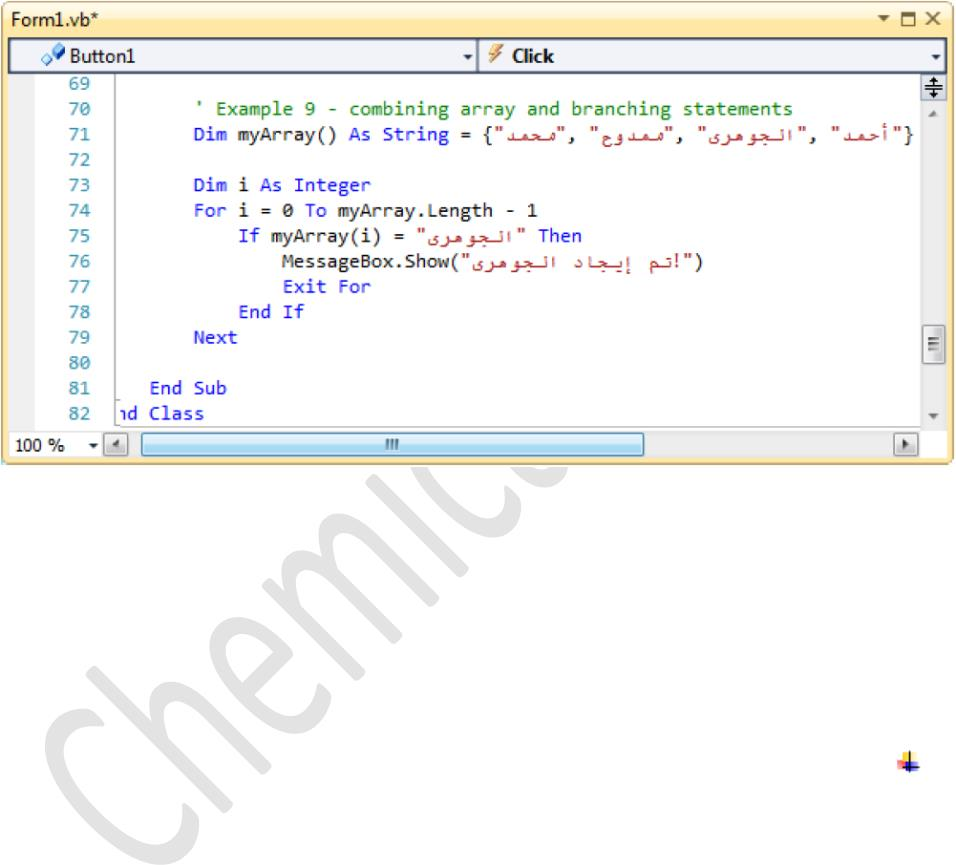 Form1.vb*
Button1 Click
69
70 ' Example 9 - combining array and branching statements
71 Dim myArray() As String = {"أحمد", "الجوهرى", "ممدوح", "محمد"}
72
73 Dim i As Integer
74 For i = 0 To myArray.Length - 1
75 If myArray(i) = "الجوهرى" Then
76 MessageBox.Show("تم إيجاد الجوهرى!")
77 Exit For
78 End If
79 Next
80
81 End Sub
82 nd Class
100 %
Chemico